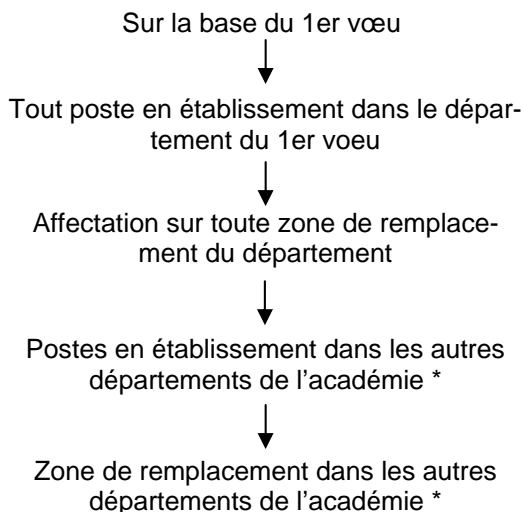 Sur la base du 1er vœu
Tout poste en établissement dans le dépar-
tement du 1er voeu
Affectation sur toute zone de remplace-
ment du département
Postes en établissement dans les autres
départements de l’académie *
Zone de remplacement dans les autres
départements de l’académie *